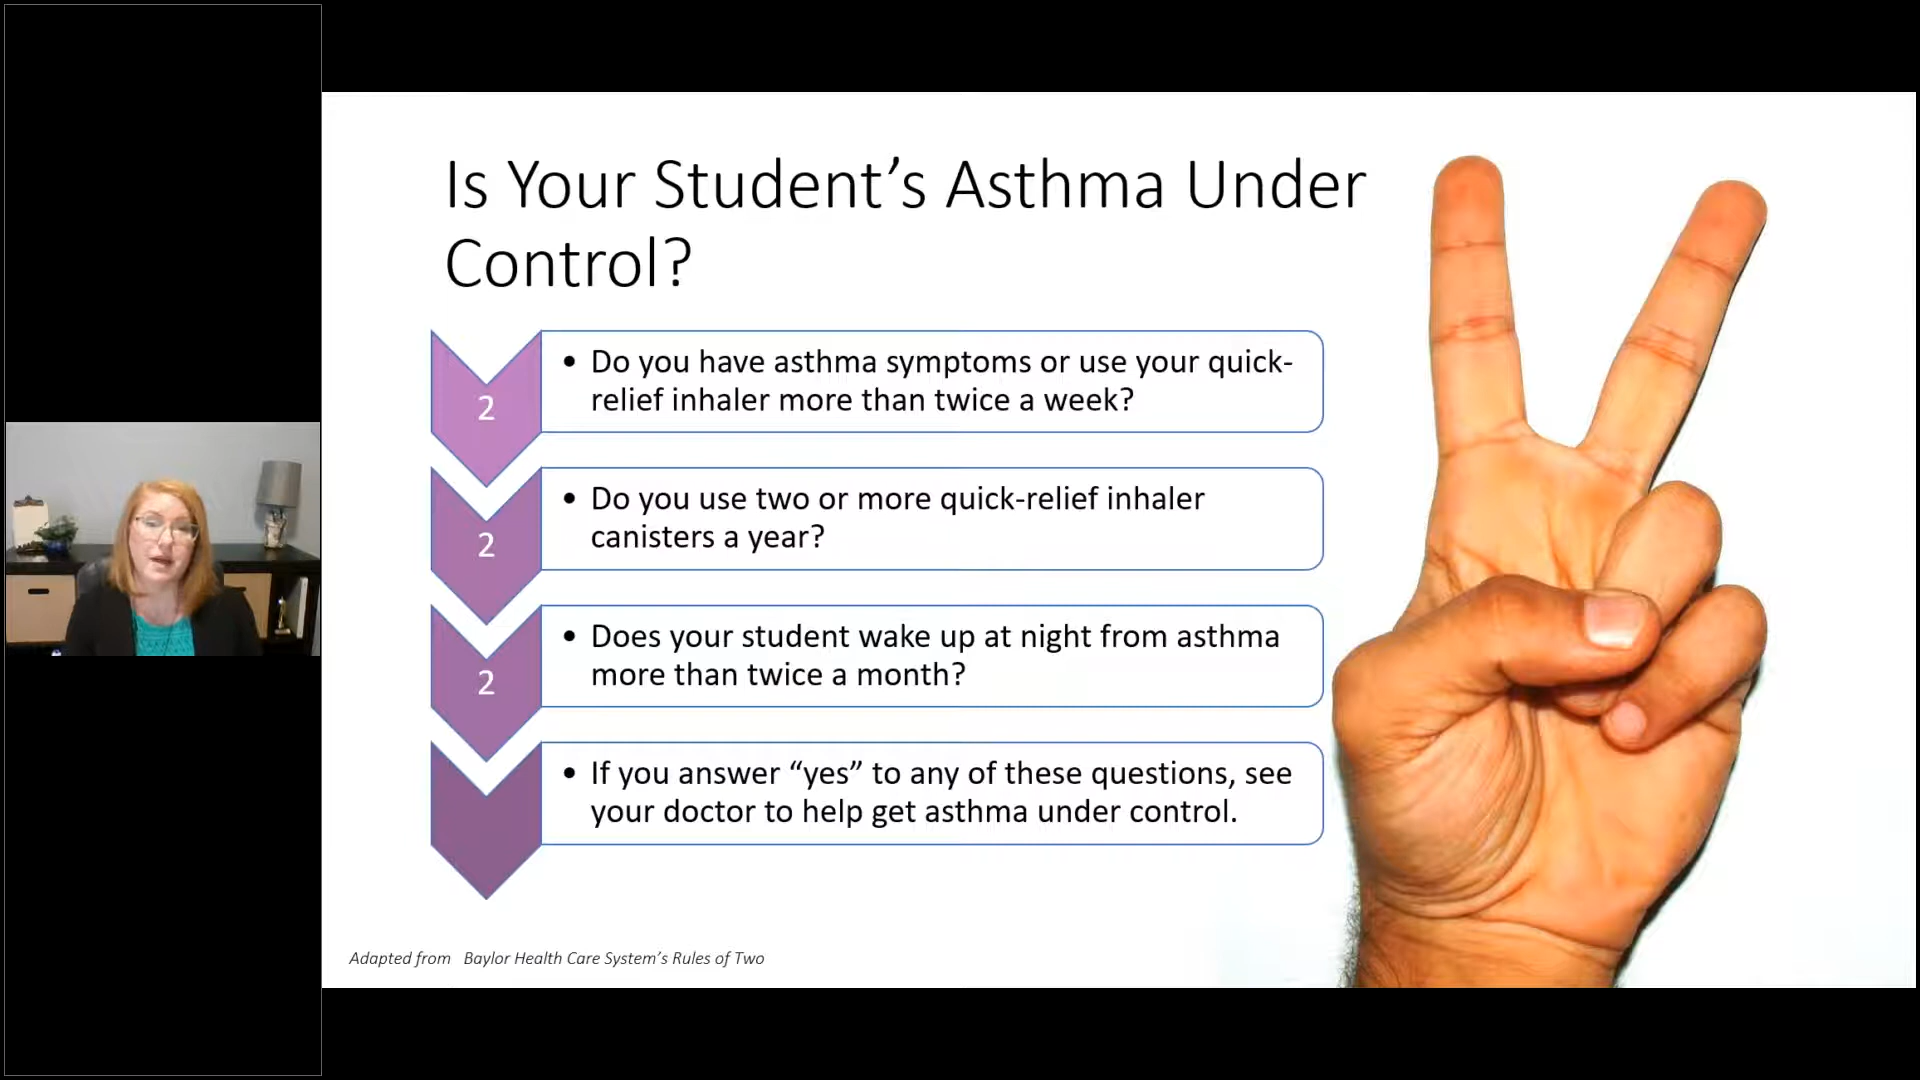 Is Your Student’s Asthma Under
Control?
2
• Do you have asthma symptoms or use your quick-
relief inhaler more than twice a week?
2
• Do you use two or more quick-relief inhaler
canisters a year?
2
• Does your student wake up at night from asthma
more than twice a month?
• If you answer “yes” to any of these questions, see
your doctor to help get asthma under control.
Adapted from Baylor Health Care System’s Rules of Two